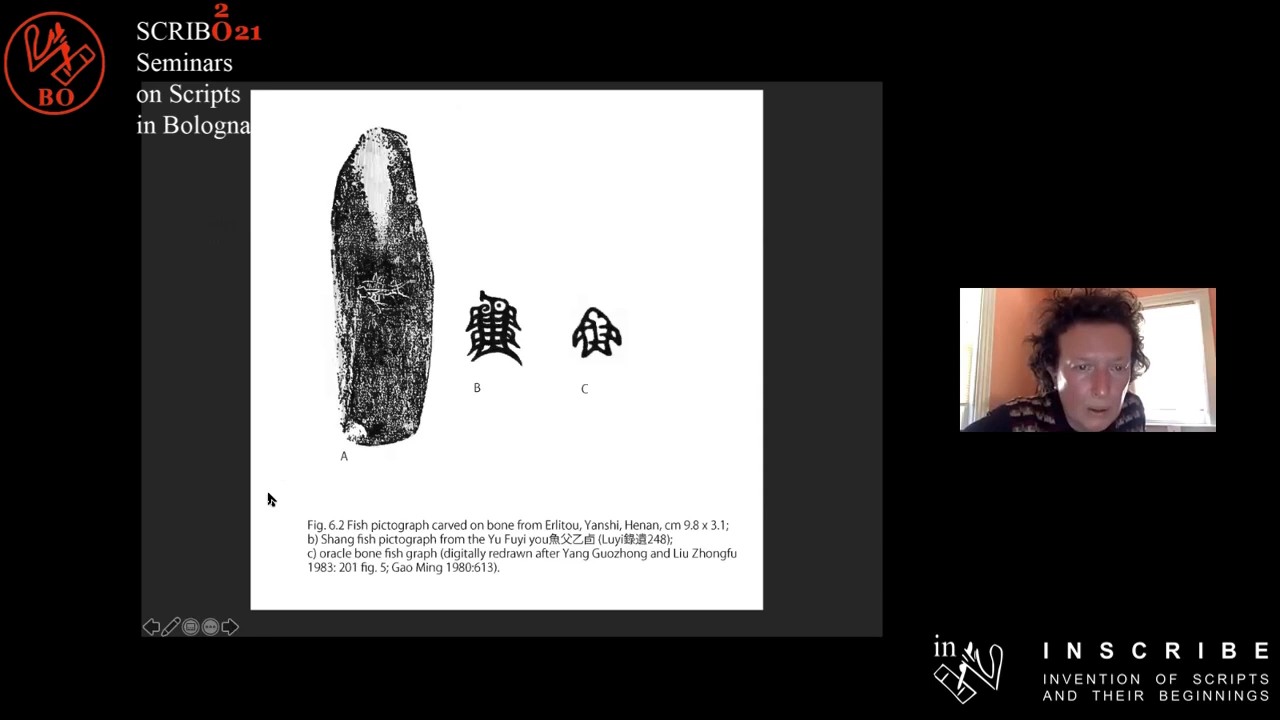 2
SCRIBO21
Seminars
on Scripts
in Bologna
BO
B
C
A
Fig. 6.2 Fish pictograph carved on bone from Erlitou, Yanshi, Henan, cm 9.8 x 3.1;
b) Shang fish pictograph from the Yu Fuyi you魚父乙卣 (Luyi錄遺248);
c) oracle bone fish graph (digitally redrawn after Yang Guozhong and Liu Zhongfu
1983: 201 fig. 5; Gao Ming 1980:613).
in
INSCRIBE
INVENTION OF SCRIPTS
AND THEIR BEGINNINGS